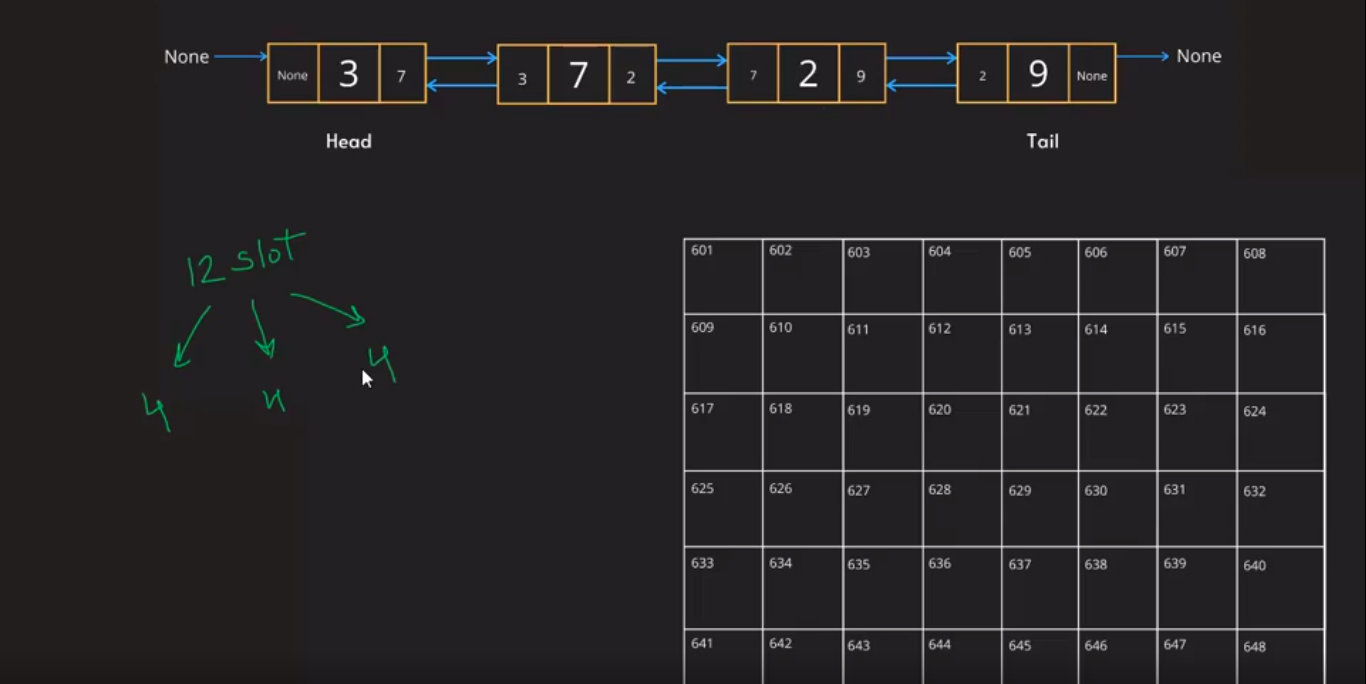 None None 3 7 3 7 2 7 2 9 2 9 None None
Head Tail
12 slot
4 4 4
601 602 603 604 605 606 607 608
609 610 611 612 613 614 615 616
617 618 619 620 621 622 623 624
625 626 627 628 629 630 631 632
633 634 635 636 637 638 639 640
641 642 643 644 645 646 647 648